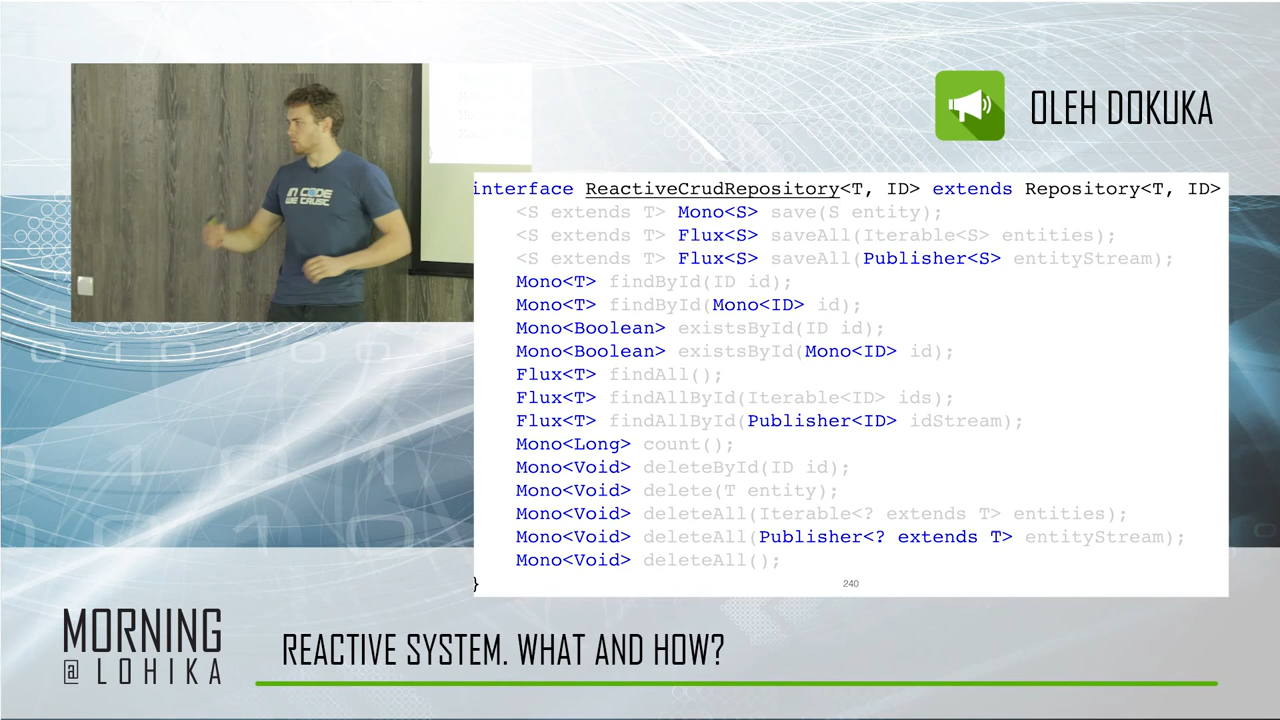 OLEH DOKUKA
IN CODE
WE TRUST
interface ReactiveCrudRepository<T, ID> extends Repository<T, ID>
<S extends T> Mono<S> save(S entity);
<S extends T> Flux<S> saveAll(Iterable<S> entities);
<S extends T> Flux<S> saveAll(Publisher<S> entityStream);
Mono<T> findById(ID id);
Mono<T> findById(Mono<ID> id);
Mono<Boolean> existsById(ID id);
Mono<Boolean> existsById(Mono<ID> id);
Flux<T> findAll();
Flux<T> findAllById(Iterable<ID> ids);
Flux<T> findAllById(Publisher<ID> idStream);
Mono<Long> count();
Mono<Void> deleteById(ID id);
Mono<Void> delete(T entity);
Mono<Void> deleteAll(Iterable<? extends T> entities);
Mono<Void> deleteAll(Publisher<? extends T> entityStream);
Mono<Void> deleteAll();
}
240
MORNING
@ LOHIKA
REACTIVE SYSTEM. WHAT AND HOW?